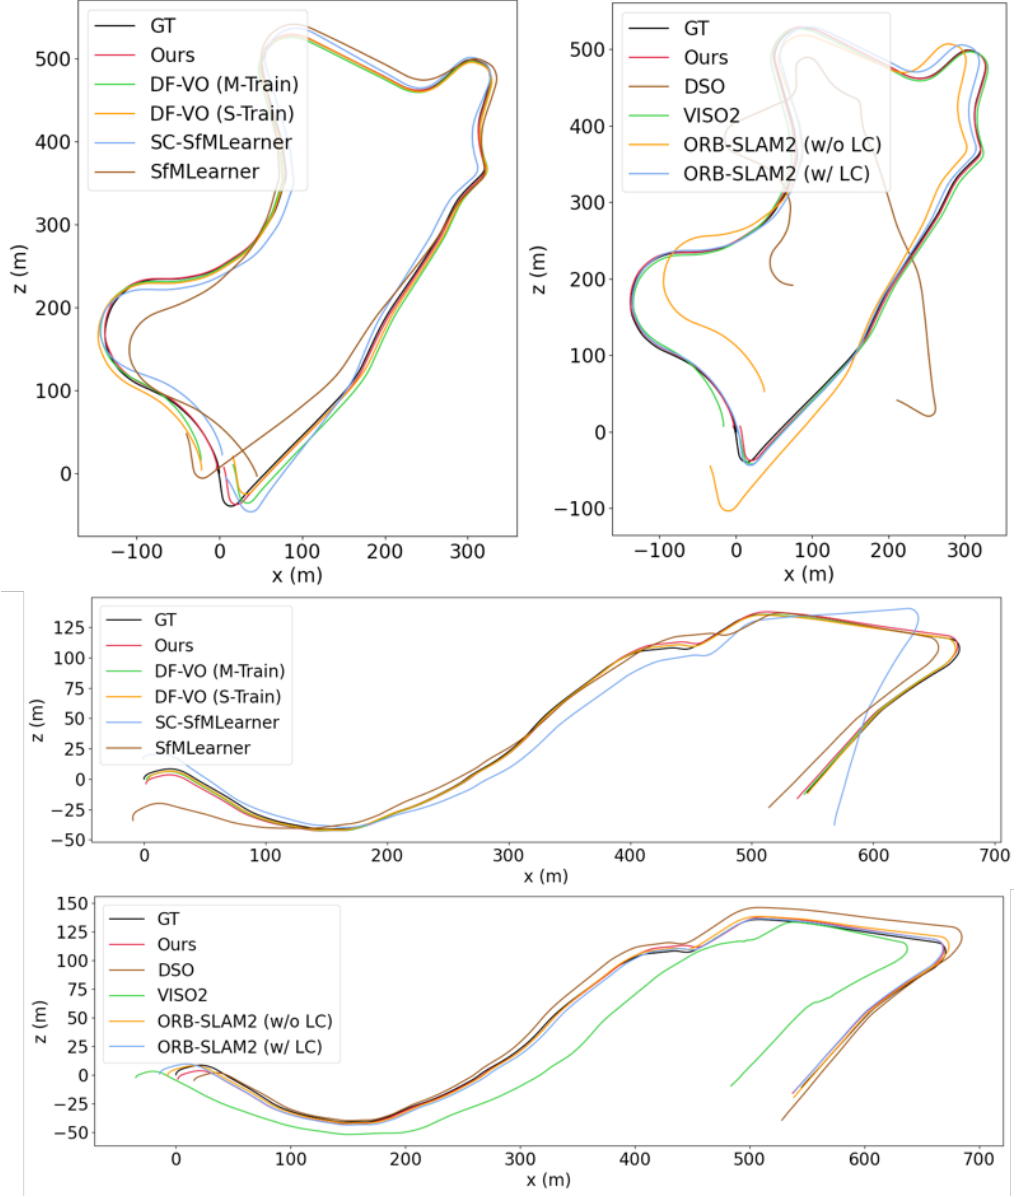 GT
Ours
DF-VO (M-Train)
DF-VO (S-Train)
SC-SfMLearner
SfMLearner
500
400
300
200
100
0
z (m)
−100 0 100 200 300
x (m)
GT
Ours
DSO
VISO2
ORB-SLAM2 (w/o LC)
ORB-SLAM2 (w/ LC)
500
400
300
200
100
0
−100
z (m)
−100 0 100 200 300
x (m)
GT
Ours
DF-VO (M-Train)
DF-VO (S-Train)
SC-SfMLearner
SfMLearner
125
100
75
50
25
0
−25
−50
z (m)
0 100 200 300 400 500 600 700
x (m)
GT
Ours
DSO
VISO2
ORB-SLAM2 (w/o LC)
ORB-SLAM2 (w/ LC)
150
125
100
75
50
25
0
−25
−50
z (m)
0 100 200 300 400 500 600 700
x (m)